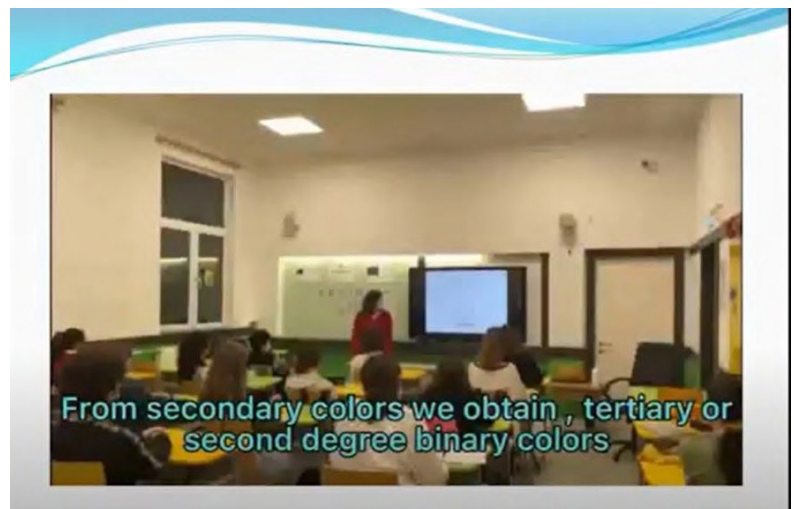 From secondary colors we obtain , tertiary or
second degree binary colors